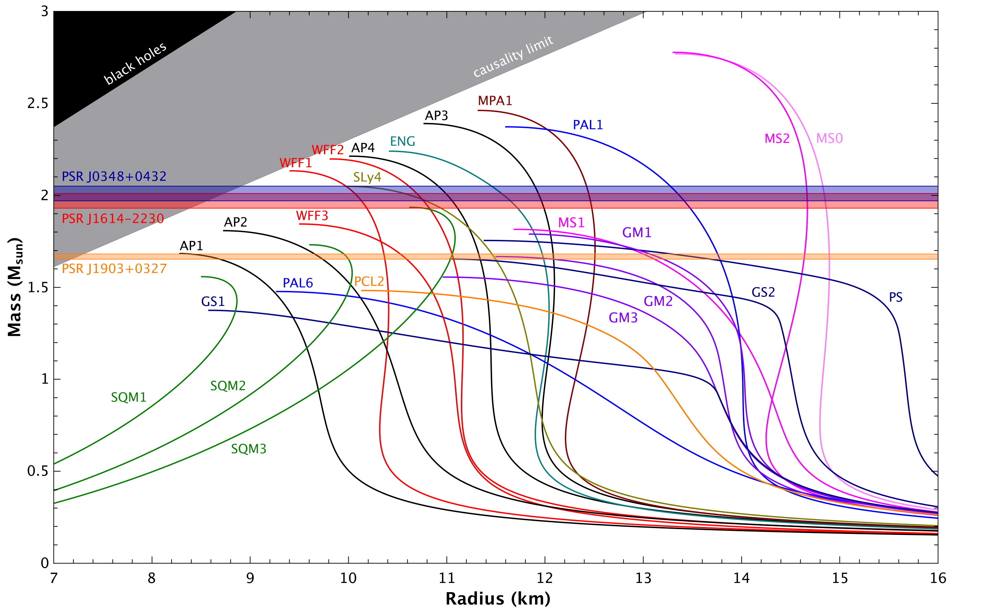 3
2.5
2
1.5
1
0.5
0
Mass (Msun)
black holes
causality limit
MPA1
AP3
PAL1
ENG
MS2
MS0
WFF2
AP4
WFF1
SLy4
PSR J0348+0432
PSR J1614-2230
WFF3
AP2
MS1
GM1
AP1
PSR J1903+0327
PAL6
PCL2
GS2
PS
GS1
GM2
GM3
SQM2
SQM1
SQM3
7 8 9 10 11 12 13 14 15 16
Radius (km)